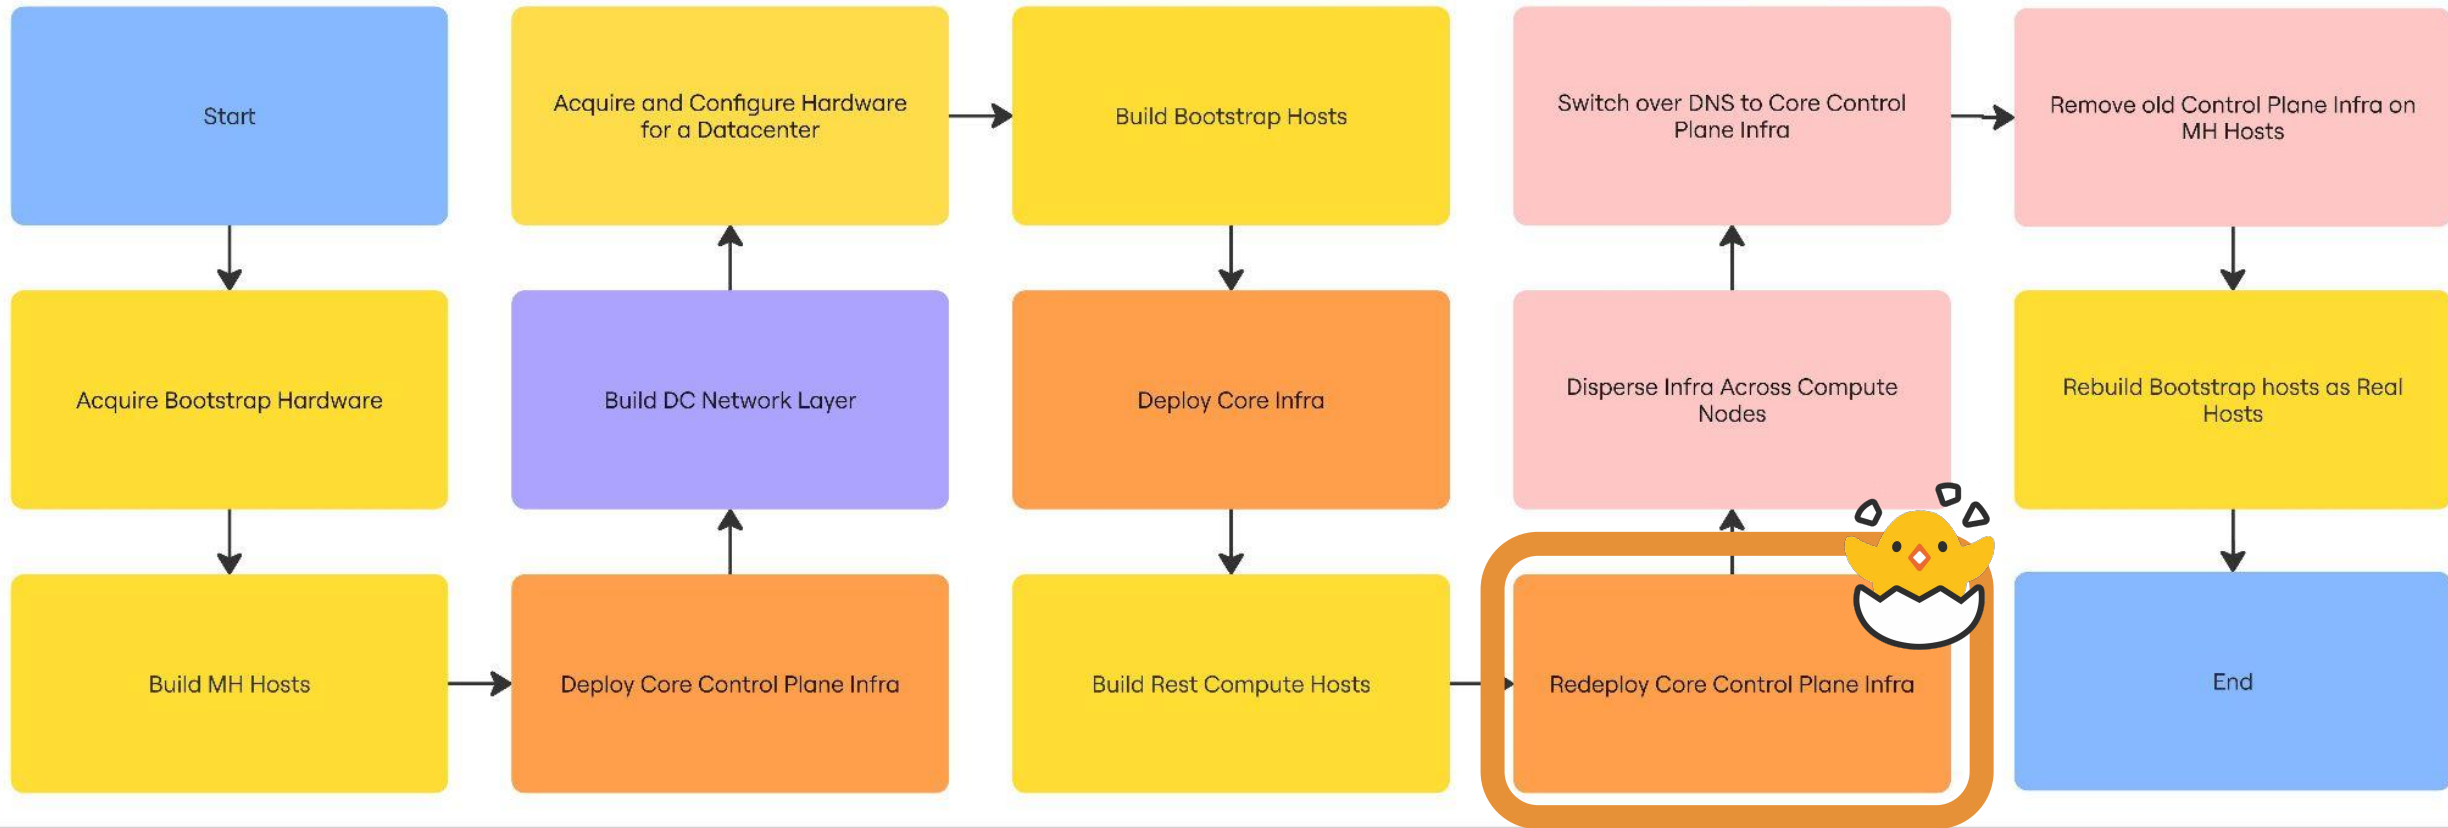 Start
Acquire Bootstrap Hardware
Build MH Hosts
Deploy Core Control Plane Infra
Build DC Network Layer
Acquire and Configure Hardware
for a Datacenter
Build Bootstrap Hosts
Deploy Core Infra
Build Rest Compute Hosts
Redeploy Core Control Plane Infra
Disperse Infra Across Compute
Nodes
Switch over DNS to Core Control
Plane Infra
Remove old Control Plane Infra on
MH Hosts
Rebuild Bootstrap hosts as Real
Hosts
End